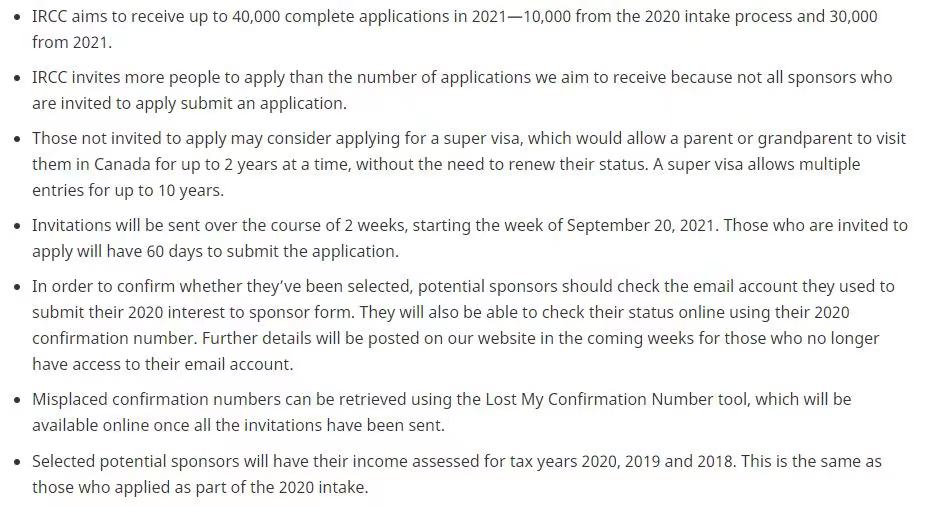 • IRCC aims to receive up to 40,000 complete applications in 2021—10,000 from the 2020 intake process and 30,000
from 2021.
• IRCC invites more people to apply than the number of applications we aim to receive because not all sponsors who
are invited to apply submit an application.
• Those not invited to apply may consider applying for a super visa, which would allow a parent or grandparent to visit
them in Canada for up to 2 years at a time, without the need to renew their status. A super visa allows multiple
entries for up to 10 years.
• Invitations will be sent over the course of 2 weeks, starting the week of September 20, 2021. Those who are invited to
apply will have 60 days to submit the application.
• In order to confirm whether they’ve been selected, potential sponsors should check the email account they used to
submit their 2020 interest to sponsor form. They will also be able to check their status online using their 2020
confirmation number. Further details will be posted on our website in the coming weeks for those who no longer
have access to their email account.
• Misplaced confirmation numbers can be retrieved using the Lost My Confirmation Number tool, which will be
available online once all the invitations have been sent.
• Selected potential sponsors will have their income assessed for tax years 2020, 2019 and 2018. This is the same as
those who applied as part of the 2020 intake.